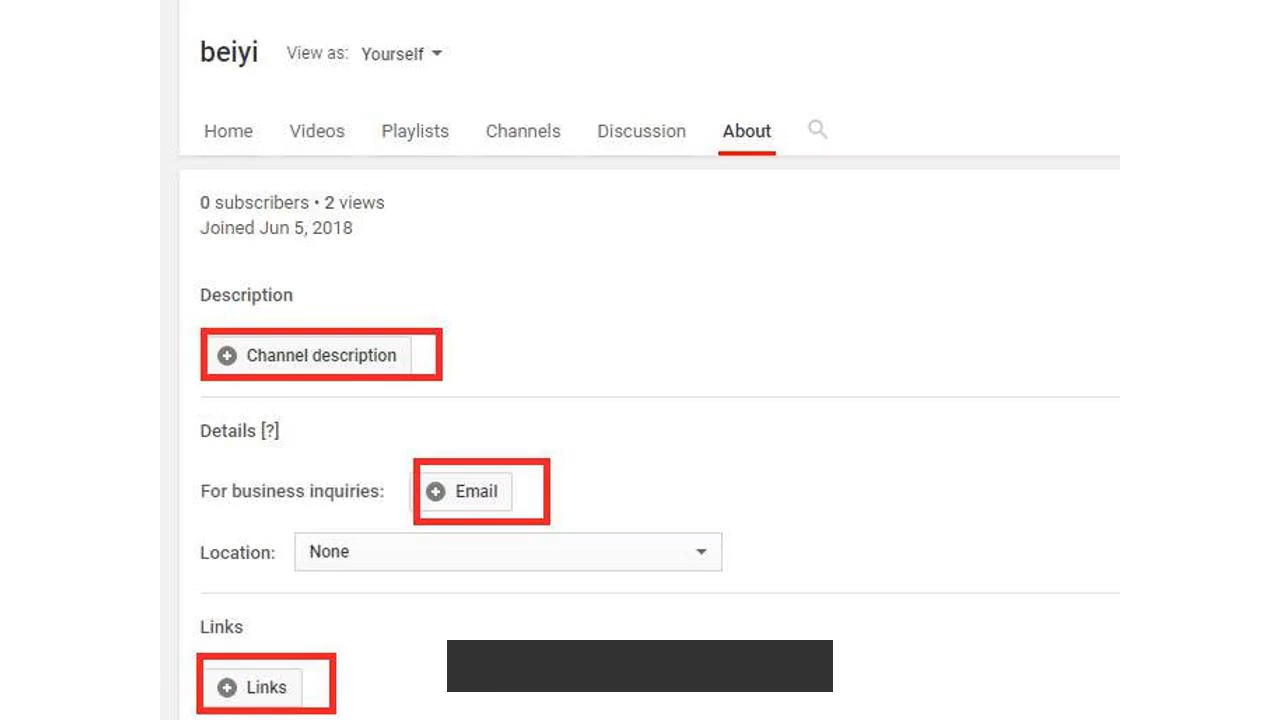 beiyi View as: Yourself
Home Videos Playlists Channels Discussion About
0 subscribers • 2 views
Joined Jun 5, 2018
Description
Channel description
Details [?]
For business inquiries: Email
Location: None
Links
Links